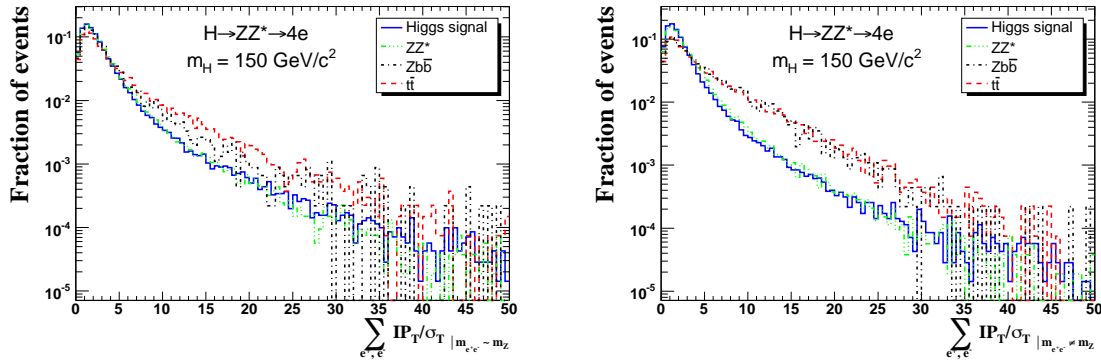 Fraction of events
10⁻¹
10⁻²
10⁻³
10⁻⁴
10⁻⁵
H→ZZ*→4e
m_H = 150 GeV/c²
Higgs signal
ZZ*
Zbb̅
tt̅
0 5 10 15 20 25 30 35 40 45 50
∑ IP_T/σ_T | m_e⁺e⁻ ~ m_Z
e⁺, e⁻
Fraction of events
10⁻¹
10⁻²
10⁻³
10⁻⁴
10⁻⁵
H→ZZ*→4e
m_H = 150 GeV/c²
Higgs signal
ZZ*
Zbb̅
tt̅
0 5 10 15 20 25 30 35 40 45 50
∑ IP_T/σ_T | m_e⁺e⁻ ≠ m_Z
e⁺, e⁻